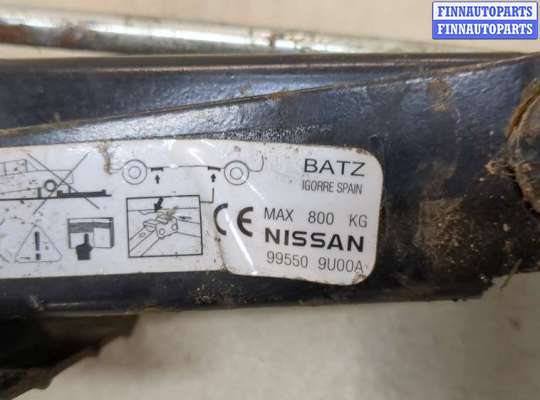 FINNAUTOPARTS
FINNAUTOPARTS
BATZ
IGORRE SPAIN
CE MAX 800 KG
NISSAN
99550 9U00A